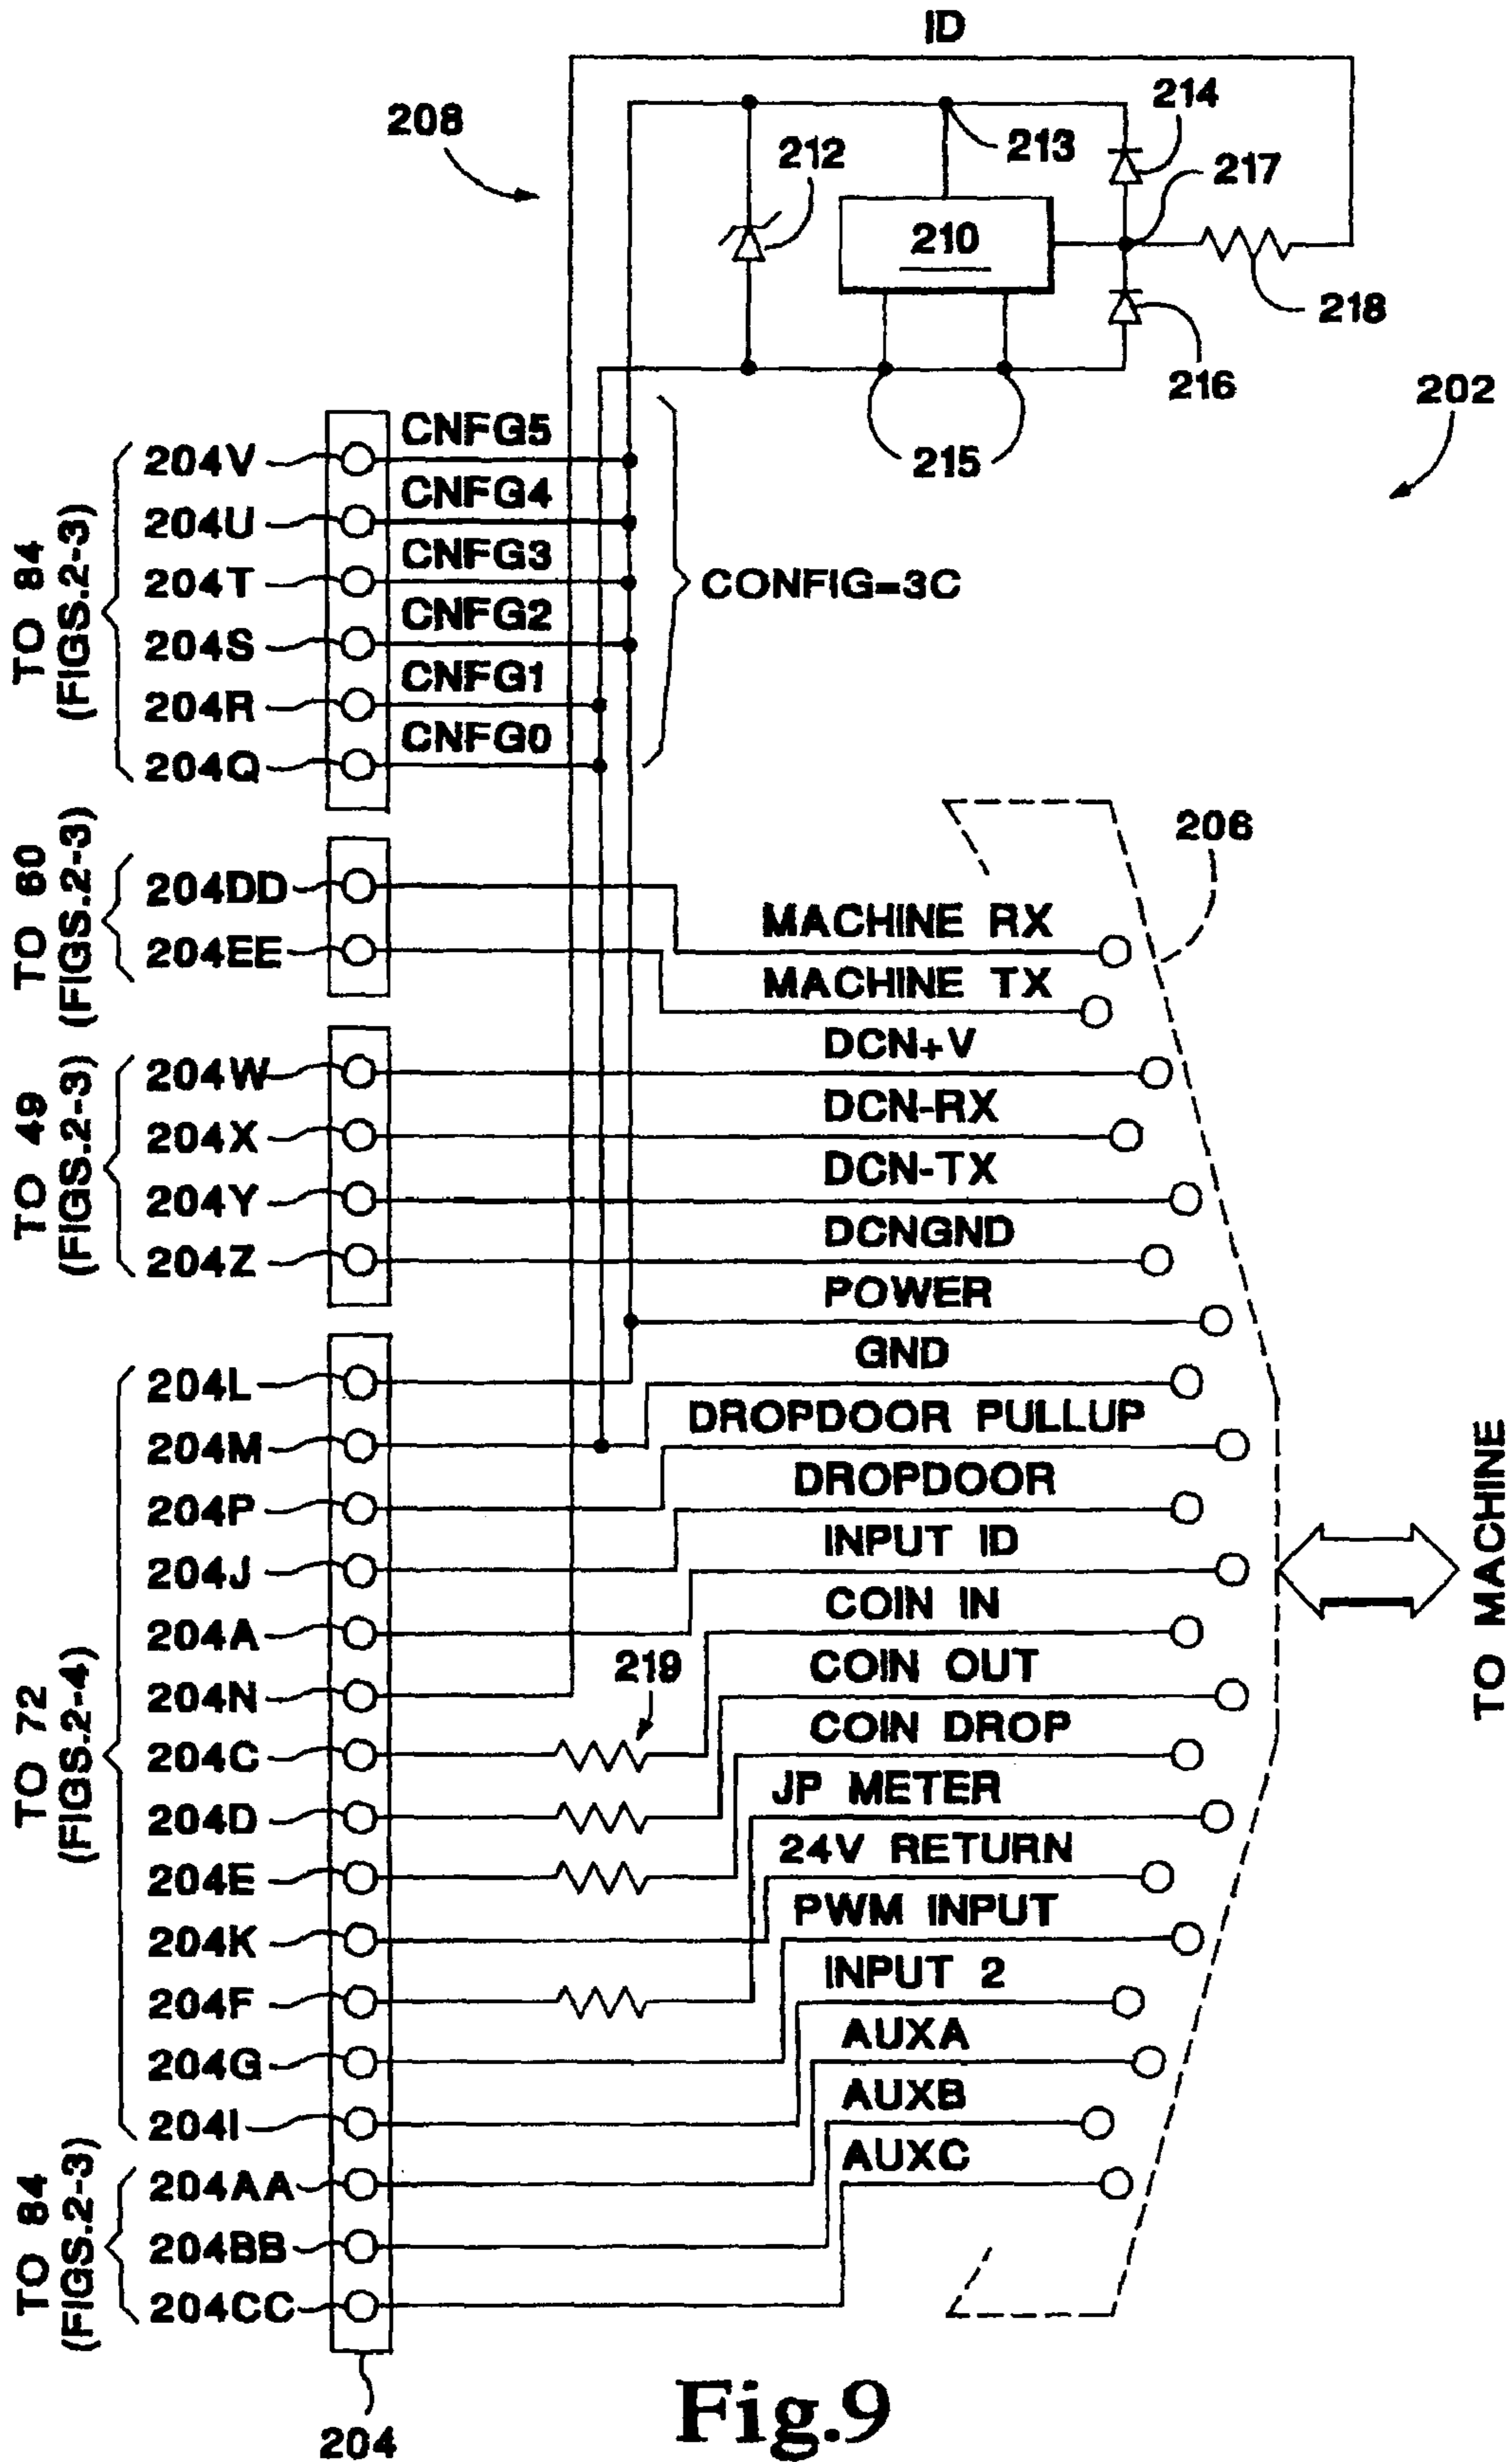 ID
208
212
213
214
217
210
218
216
215
202
TO 84
(FIGS.2-3)
204V
CNFG5
204U
CNFG4
204T
CNFG3
204S
CNFG2
204R
CNFG1
204Q
CNFG0
CONFIG=3C
206
TO 60
(FIGS.2-3)
204DD
MACHINE RX
204EE
MACHINE TX
TO 49
(FIGS.2-3)
204W
DCN+V
204X
DCN-RX
204Y
DCN-TX
204Z
DCNGND
POWER
TO 72
(FIGS.2-4)
204L
GND
204M
DROPDOOR PULLUP
204P
DROPDOOR
204J
INPUT ID
204A
COIN IN
204N
219
COIN OUT
204C
COIN DROP
204D
JP METER
204E
24V RETURN
204K
PWM INPUT
204F
INPUT 2
204G
AUXA
204I
AUXB
TO 84
(FIGS.2-3)
204AA
AUXC
204BB
204CC
TO MACHINE
204
Fig.9